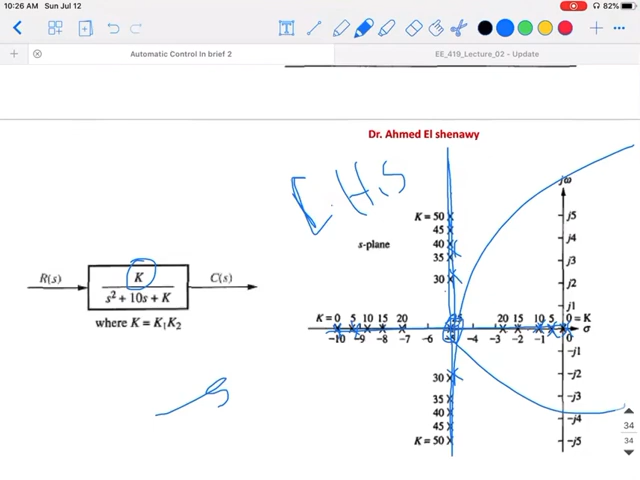 10:26 AM Sun Jul 12
82%
Automatic Control In brief 2
EE_419_Lecture_02 - Update
Dr. Ahmed El shenawy
L.H.S
jω
K = 50
45
40
35
30
s-plane
j5
j4
j3
j2
j1
R(s)
K
C(s)
s² + 10s + K
where K = K₁K₂
K = 0 5 10 15 20
25
20 15 10 5 0 = K
σ
-10 -9 -8 -7 -6 -5 -4 -3 -2 -1 0
-j1
-j2
-j3
-j4
-j5
30
35
40
45
K = 50
34
34